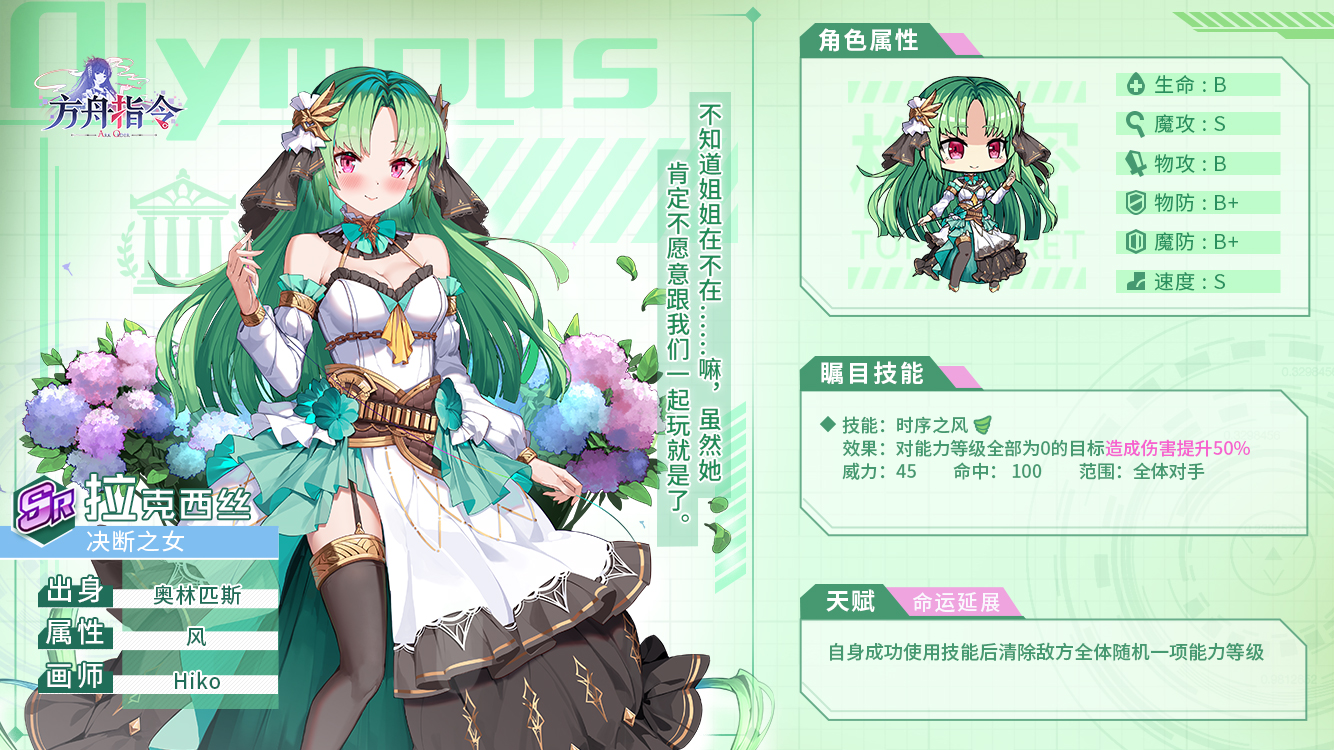 Olympus
方舟指令
Ark Order
不知道姐姐在不在……嘛，虽然她
肯定不愿意跟我们一起玩就是了。
SR
拉克西丝
决断之女
出身 奥林匹斯
属性 风
画师 Hiko
角色属性
生命：B
魔攻：S
物攻：B
物防：B+
魔防：B+
速度：S
瞩目技能
技能：时序之风
效果：对能力等级全部为0的目标造成伤害提升50%
威力：45 命中：100 范围：全体对手
天赋 命运延展
自身成功使用技能后清除敌方全体随机一项能力等级